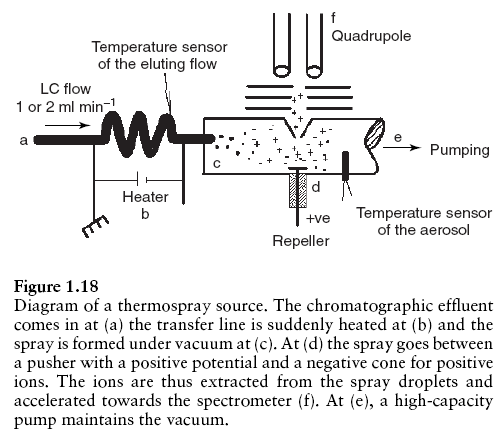 f
Quadrupole
Temperature sensor
of the eluting flow
LC flow
1 or 2 ml min⁻¹
a
c
e
Pumping
d
Heater
b
+ve
Repeller
Temperature sensor
of the aerosol
Figure 1.18
Diagram of a thermospray source. The chromatographic effluent
comes in at (a) the transfer line is suddenly heated at (b) and the
spray is formed under vacuum at (c). At (d) the spray goes between
a pusher with a positive potential and a negative cone for positive
ions. The ions are thus extracted from the spray droplets and
accelerated towards the spectrometer (f). At (e), a high-capacity
pump maintains the vacuum.